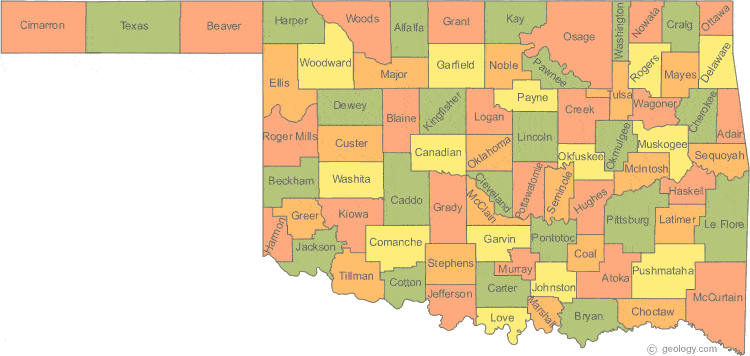 Cimarron
Texas
Beaver
Harper
Woods
Alfalfa
Grant
Kay
Osage
Washington
Nowata
Craig
Ottawa
Ellis
Woodward
Major
Garfield
Noble
Pawnee
Rogers
Mayes
Delaware
Dewey
Blaine
Kingfisher
Logan
Payne
Creek
Tulsa
Wagoner
Cherokee
Adair
Roger Mills
Custer
Canadian
Oklahoma
Lincoln
Okfuskee
Okmulgee
Muskogee
McIntosh
Sequoyah
Beckham
Washita
Caddo
Grady
McClain
Cleveland
Pottawatomie
Seminole
Hughes
Pittsburg
Haskell
Latimer
Le Flore
Harmon
Greer
Kiowa
Jackson
Tillman
Comanche
Cotton
Stephens
Jefferson
Garvin
Murray
Carter
Love
Pontotoc
Johnston
Marshall
Coal
Atoka
Bryan
Pushmataha
Choctaw
McCurtain
© geology.com